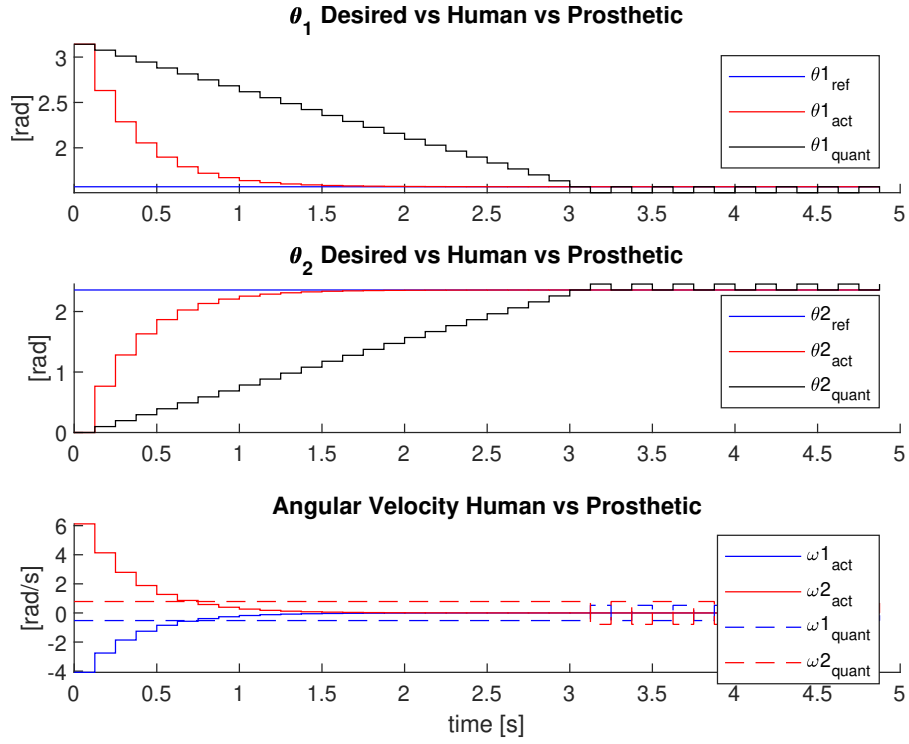 θ1 Desired vs Human vs Prosthetic
[rad]
3
2.5
2
θ1ref
θ1act
θ1quant
0 0.5 1 1.5 2 2.5 3 3.5 4 4.5 5
θ2 Desired vs Human vs Prosthetic
[rad]
2
1
0
θ2ref
θ2act
θ2quant
0 0.5 1 1.5 2 2.5 3 3.5 4 4.5 5
Angular Velocity Human vs Prosthetic
[rad/s]
6
4
2
0
-2
-4
ω1act
ω2act
ω1quant
ω2quant
0 0.5 1 1.5 2 2.5 3 3.5 4 4.5 5
time [s]